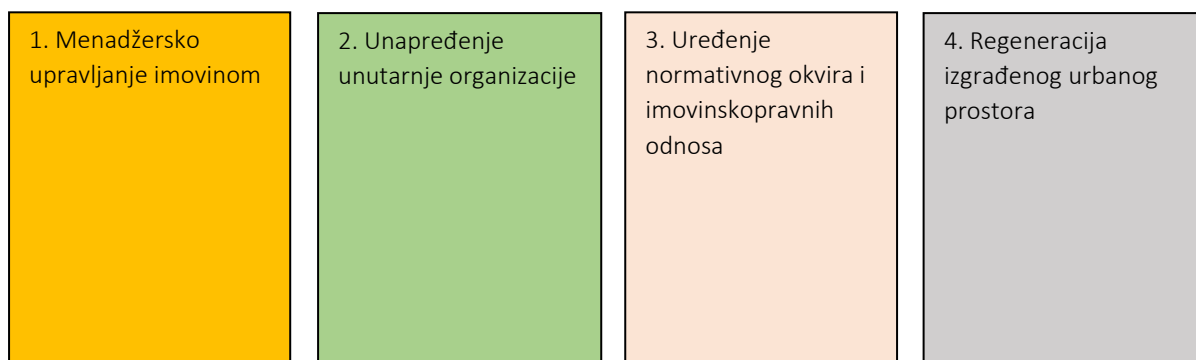 1. Menadžersko
upravljanje imovinom
2. Unapređenje
unutarnje organizacije
3. Uređenje
normativnog okvira i
imovinskopravnih
odnosa
4. Regeneracija
izgrađenog urbanog
prostora